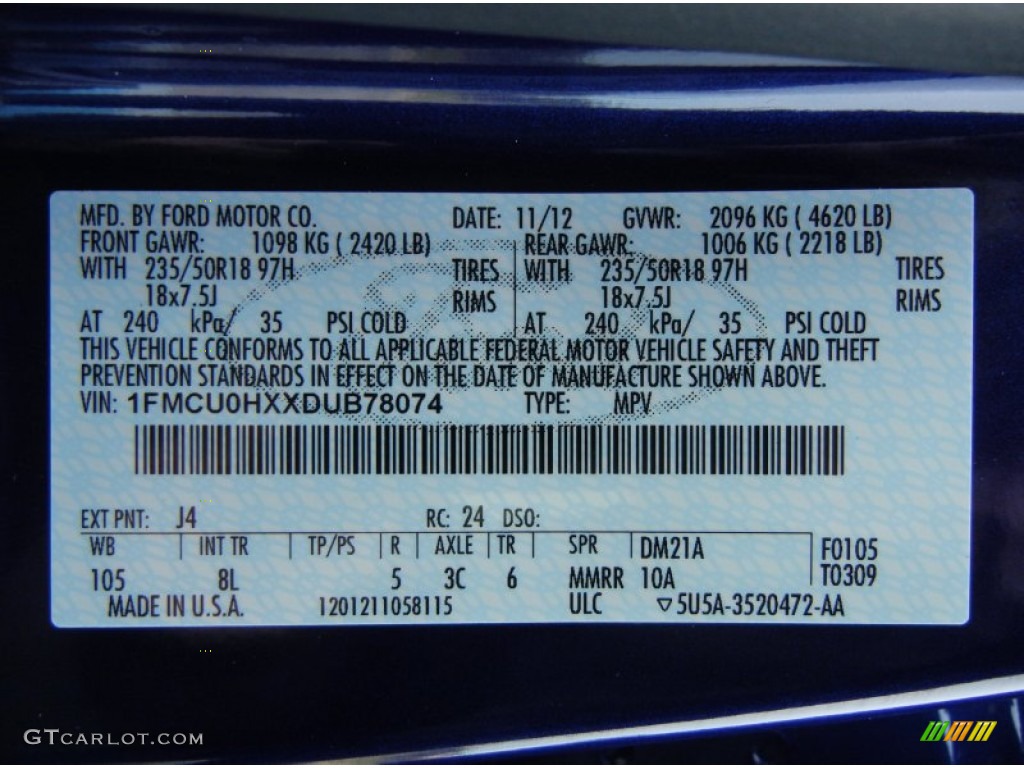 MFD. BY FORD MOTOR CO. DATE: 11/12 GVWR: 2096 KG ( 4620 LB)
FRONT GAWR: 1098 KG ( 2420 LB) REAR GAWR: 1006 KG ( 2218 LB)
WITH 235/50R18 97H TIRES WITH 235/50R18 97H TIRES
18x7.5J RIMS 18x7.5J RIMS
AT 240 kPa/ 35 PSI COLD AT 240 kPa/ 35 PSI COLD
THIS VEHICLE CONFORMS TO ALL APPLICABLE FEDERAL MOTOR VEHICLE SAFETY AND THEFT
PREVENTION STANDARDS IN EFFECT ON THE DATE OF MANUFACTURE SHOWN ABOVE.
VIN: 1FMCU0HXXDUB78074 TYPE: MPV
EXT PNT: J4 RC: 24 DSO:
WB INT TR TP/PS R AXLE TR SPR DM21A F0105
105 8L 5 3C 6 MMRR 10A T0309
MADE IN U.S.A. 1201211058115 ULC ▽5U5A-3520472-AA
GTCARLOT.COM